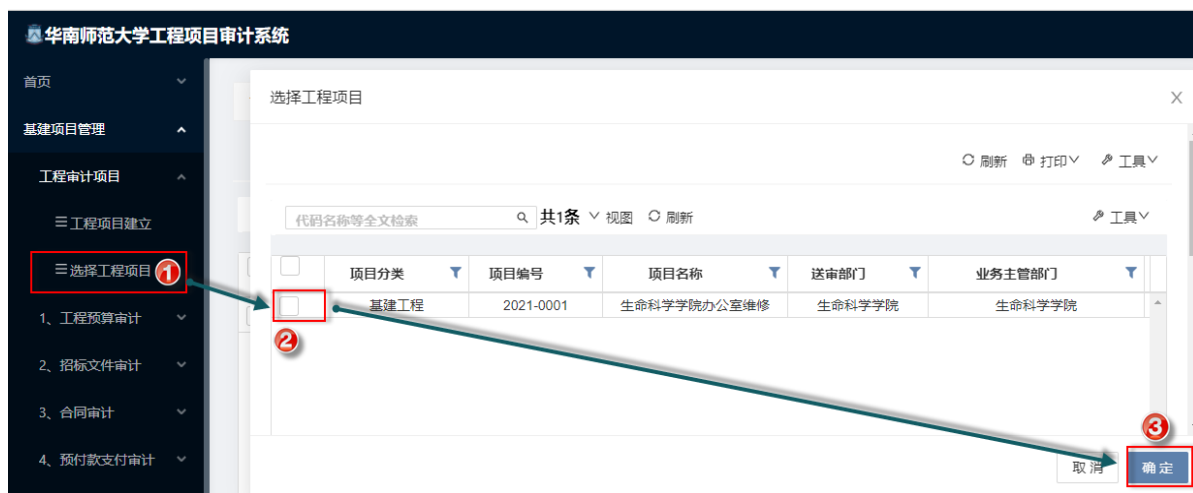 华南师范大学工程项目审计系统
首页
基建项目管理
工程审计项目
工程项目建立
选择工程项目 1
1、工程预算审计
2、招标文件审计
3、合同审计
4、预付款支付审计
选择工程项目 X
刷新 打印 工具
代码名称等全文检索 共1条 视图 刷新 工具
项目分类 项目编号 项目名称 送审部门 业务主管部门
基建工程 2021-0001 生命科学学院办公室维修 生命科学学院 生命科学学院
2
3
取消 确定